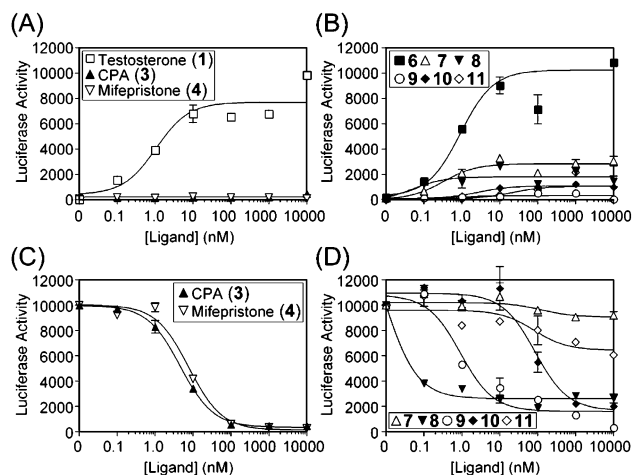 (A)
12000
10000
8000
6000
4000
2000
0
Luciferase Activity
Testosterone (1)
CPA (3)
Mifepristone (4)
0 0.1 1.0 10 100 1000 10000
[Ligand] (nM)
(B)
12000
10000
8000
6000
4000
2000
0
Luciferase Activity
6 7 8
9 10 11
0 0.1 1.0 10 100 1000 10000
[Ligand] (nM)
(C)
12000
10000
8000
6000
4000
2000
0
Luciferase Activity
CPA (3)
Mifepristone (4)
0 0.1 1.0 10 100 1000 10000
[Ligand] (nM)
(D)
12000
10000
8000
6000
4000
2000
0
Luciferase Activity
7 8 9 10 11
0 0.1 1.0 10 100 1000 10000
[Ligand] (nM)